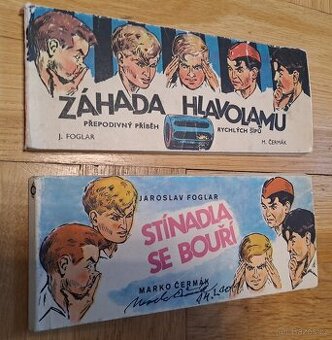 ZÁHADA HLAVOLAMU
PŘEPODIVNÝ PŘÍBĚH RYCHLÝCH ŠÍPŮ
J. FOGLAR M. ČERMÁK
JAROSLAV FOGLAR
STÍNADLA
SE BOUŘÍ
MARKO ČERMÁK